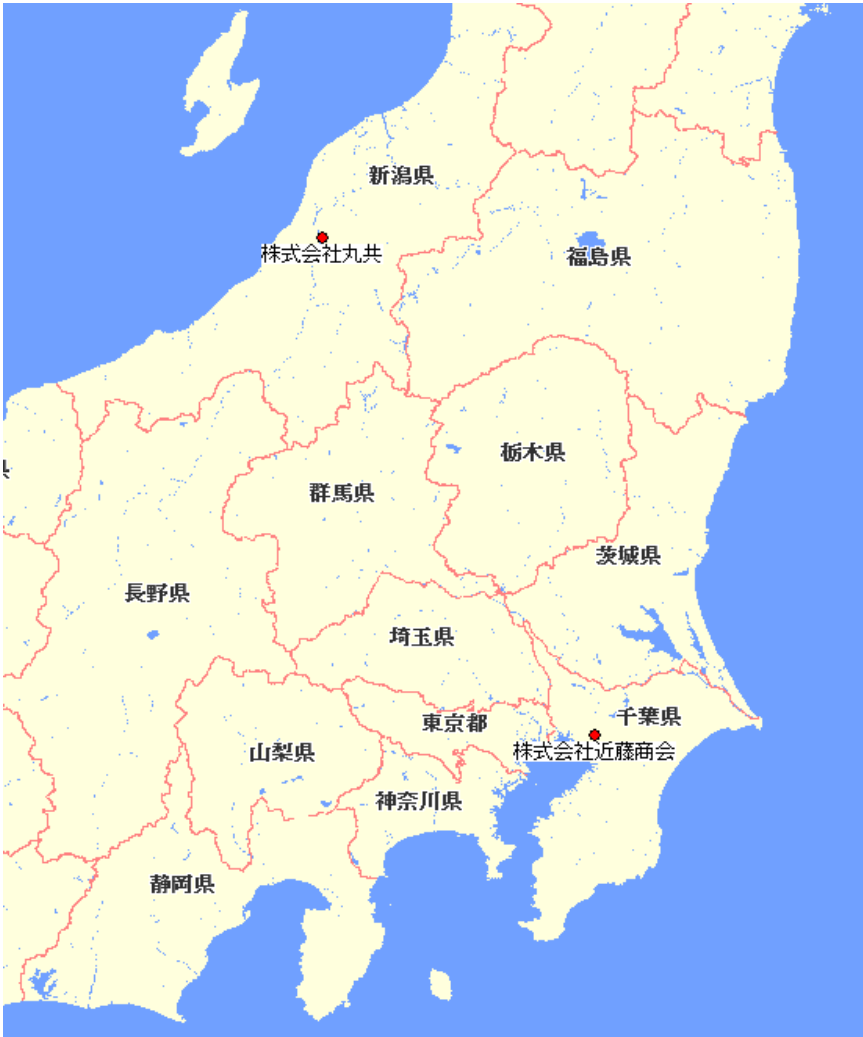 新潟県
株式会社丸共
福島県
栃木県
県
群馬県
茨城県
長野県
埼玉県
千葉県
東京都
株式会社近藤商会
山梨県
神奈川県
静岡県